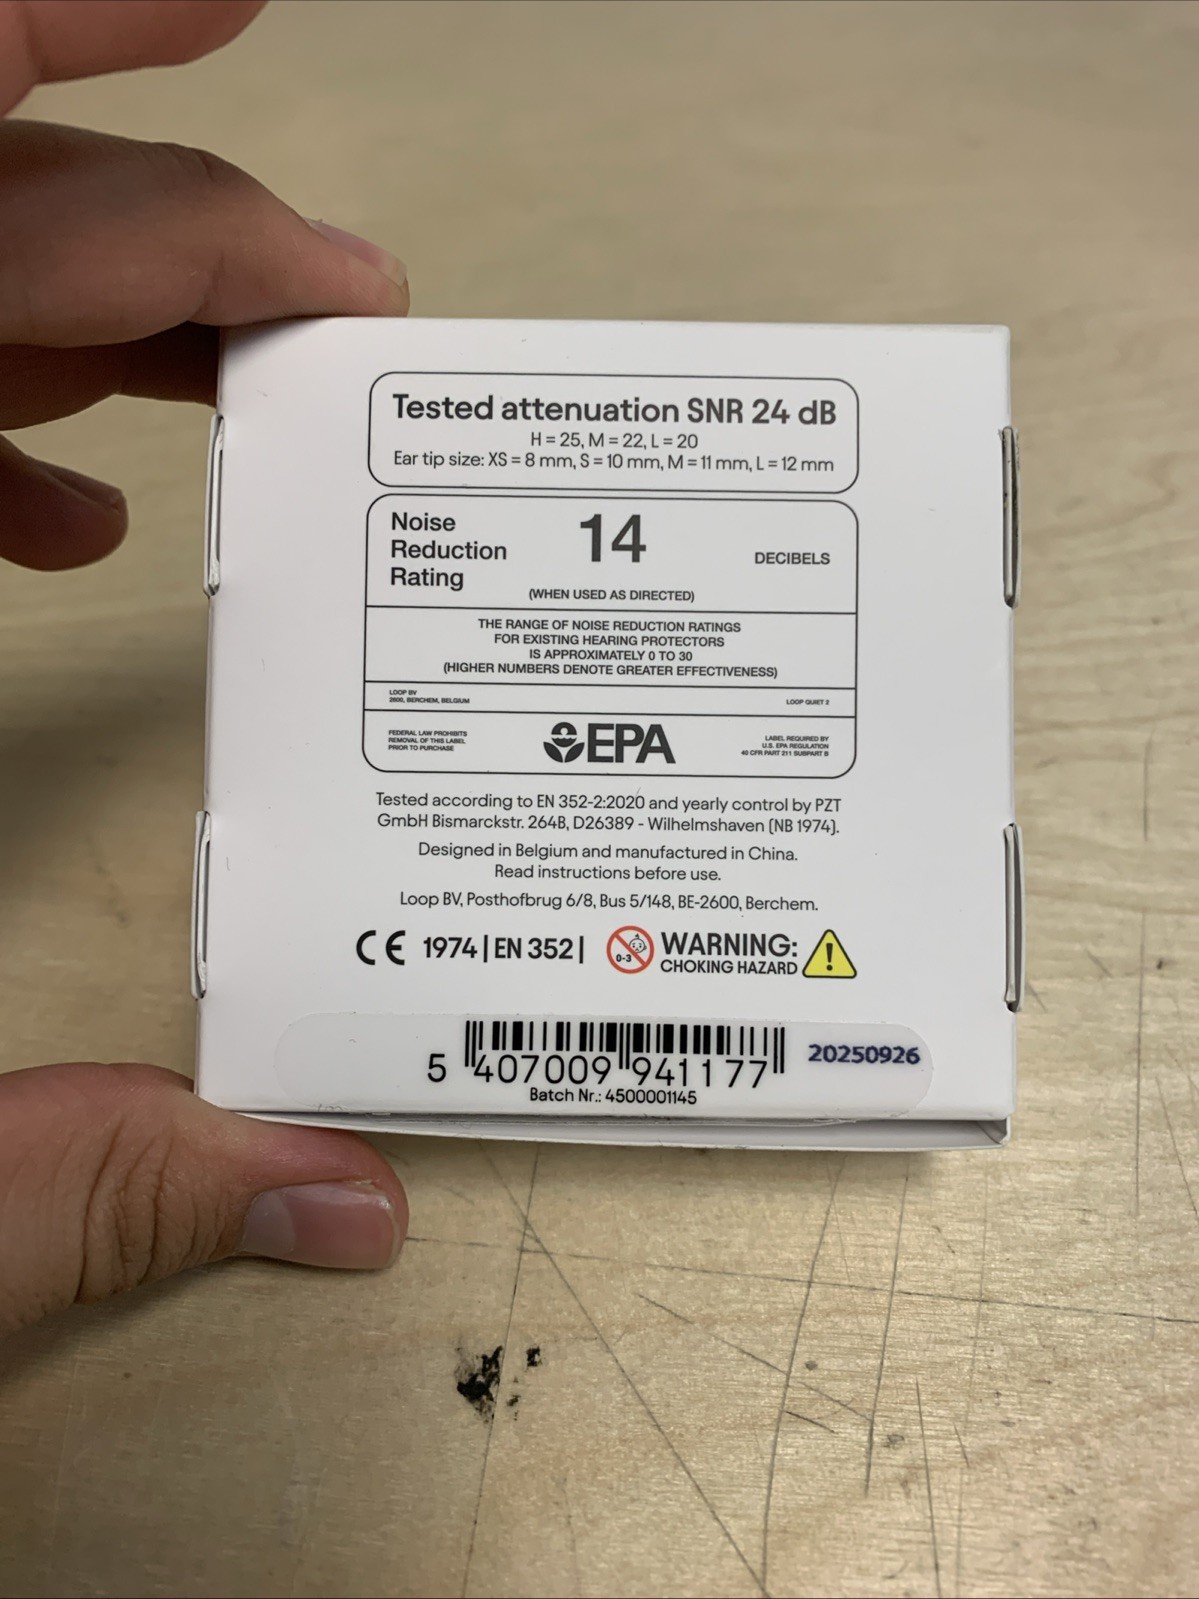 Tested attenuation SNR 24 dB
H = 25, M = 22, L = 20
Ear tip size: XS = 8 mm, S = 10 mm, M = 11 mm, L = 12 mm
Noise
Reduction
Rating
14
DECIBELS
(WHEN USED AS DIRECTED)
THE RANGE OF NOISE REDUCTION RATINGS
FOR EXISTING HEARING PROTECTORS
IS APPROXIMATELY 0 TO 30
(HIGHER NUMBERS DENOTE GREATER EFFECTIVENESS)
LOOP BV
2600, BERCHEM, BELGIUM
LOOP QUIET 2
FEDERAL LAW PROHIBITS
REMOVAL OF THIS LABEL
PRIOR TO PURCHASE
EPA
LABEL REQUIRED BY
U.S. EPA REGULATION
40 CFR PART 211 SUBPART B
Tested according to EN 352-2:2020 and yearly control by PZT
GmbH Bismarckstr. 264B, D26389 - Wilhelmshaven (NB 1974).
Designed in Belgium and manufactured in China.
Read instructions before use.
Loop BV, Posthofbrug 6/8, Bus 5/148, BE-2600, Berchem.
CE 1974 | EN 352 |
0-3
WARNING:
CHOKING HAZARD
!
5 407009 941177
20250926
Batch Nr.: 4500001145